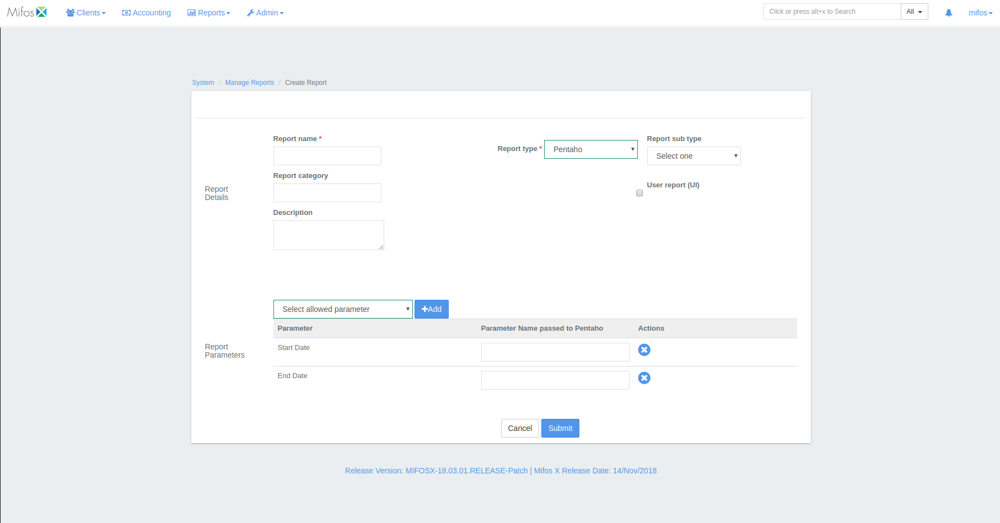 Mifos Clients Accounting Reports Admin Click or press alt+x to Search All mifos
System / Manage Reports / Create Report
Report name *
Report type * Pentaho
Report sub type
Select one
Report category
User report (UI)
Report
Details
Description
Select allowed parameter Add
Parameter Parameter Name passed to Pentaho Actions
Report
Parameters
Start Date
End Date
Cancel Submit
Release Version: MIFOSX-18.03.01.RELEASE-Patch | Mifos X Release Date: 14/Nov/2018